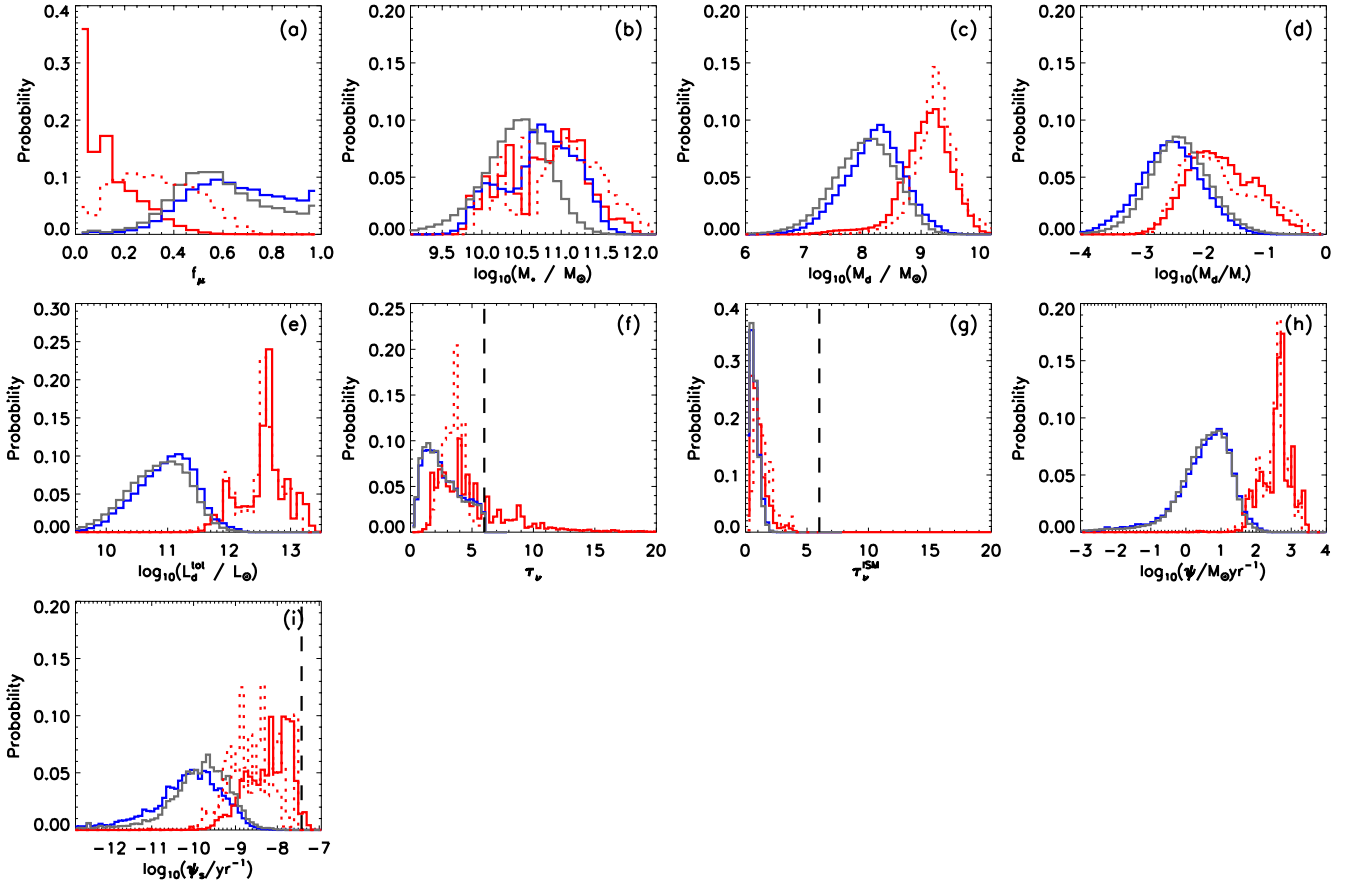 0.4
0.3
0.2
0.1
0.0
Probability
(a)
0.0 0.2 0.4 0.6 0.8 1.0
f_μ
0.20
0.15
0.10
0.05
0.00
Probability
(b)
9.5 10.0 10.5 11.0 11.5 12.0
log₁₀(M_* / M_⊙)
0.20
0.15
0.10
0.05
0.00
Probability
(c)
6 7 8 9 10
log₁₀(M_d / M_⊙)
0.20
0.15
0.10
0.05
0.00
Probability
(d)
−4 −3 −2 −1 0
log₁₀(M_d/M_*)
0.30
0.25
0.20
0.15
0.10
0.05
0.00
Probability
(e)
10 11 12 13
log₁₀(L_d^tot / L_⊙)
0.20
0.15
0.10
0.05
0.00
Probability
(f)
0 5 10 15 20
τ_ν
0.4
0.3
0.2
0.1
0.0
Probability
(g)
0 5 10 15 20
τ_ν^ISM
0.20
0.15
0.10
0.05
0.00
Probability
(h)
−3 −2 −1 0 1 2 3 4
log₁₀(ψ/M_⊙yr⁻¹)
0.20
0.15
0.10
0.05
0.00
Probability
(i)
−12 −11 −10 −9 −8 −7
log₁₀(ψ_s/yr⁻¹)